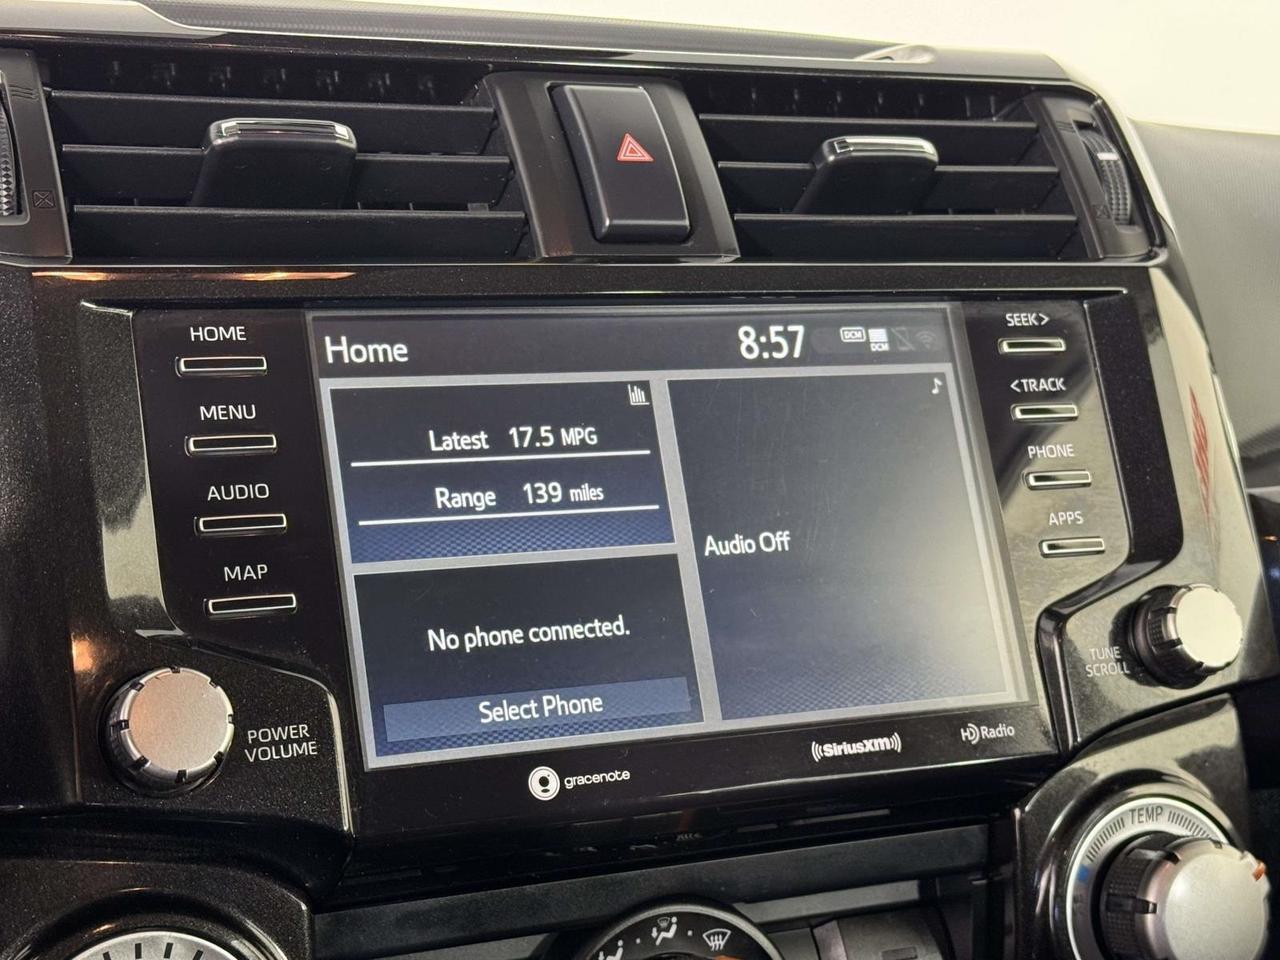 HOME
MENU
AUDIO
MAP
POWER
VOLUME
Home
8:57
DCM
DCM
Latest 17.5 MPG
Range 139 miles
No phone connected.
Select Phone
Audio Off
SEEK>
<TRACK
PHONE
APPS
TUNE
SCROLL
gracenote
((SiriusXM))
HD Radio
TEMP